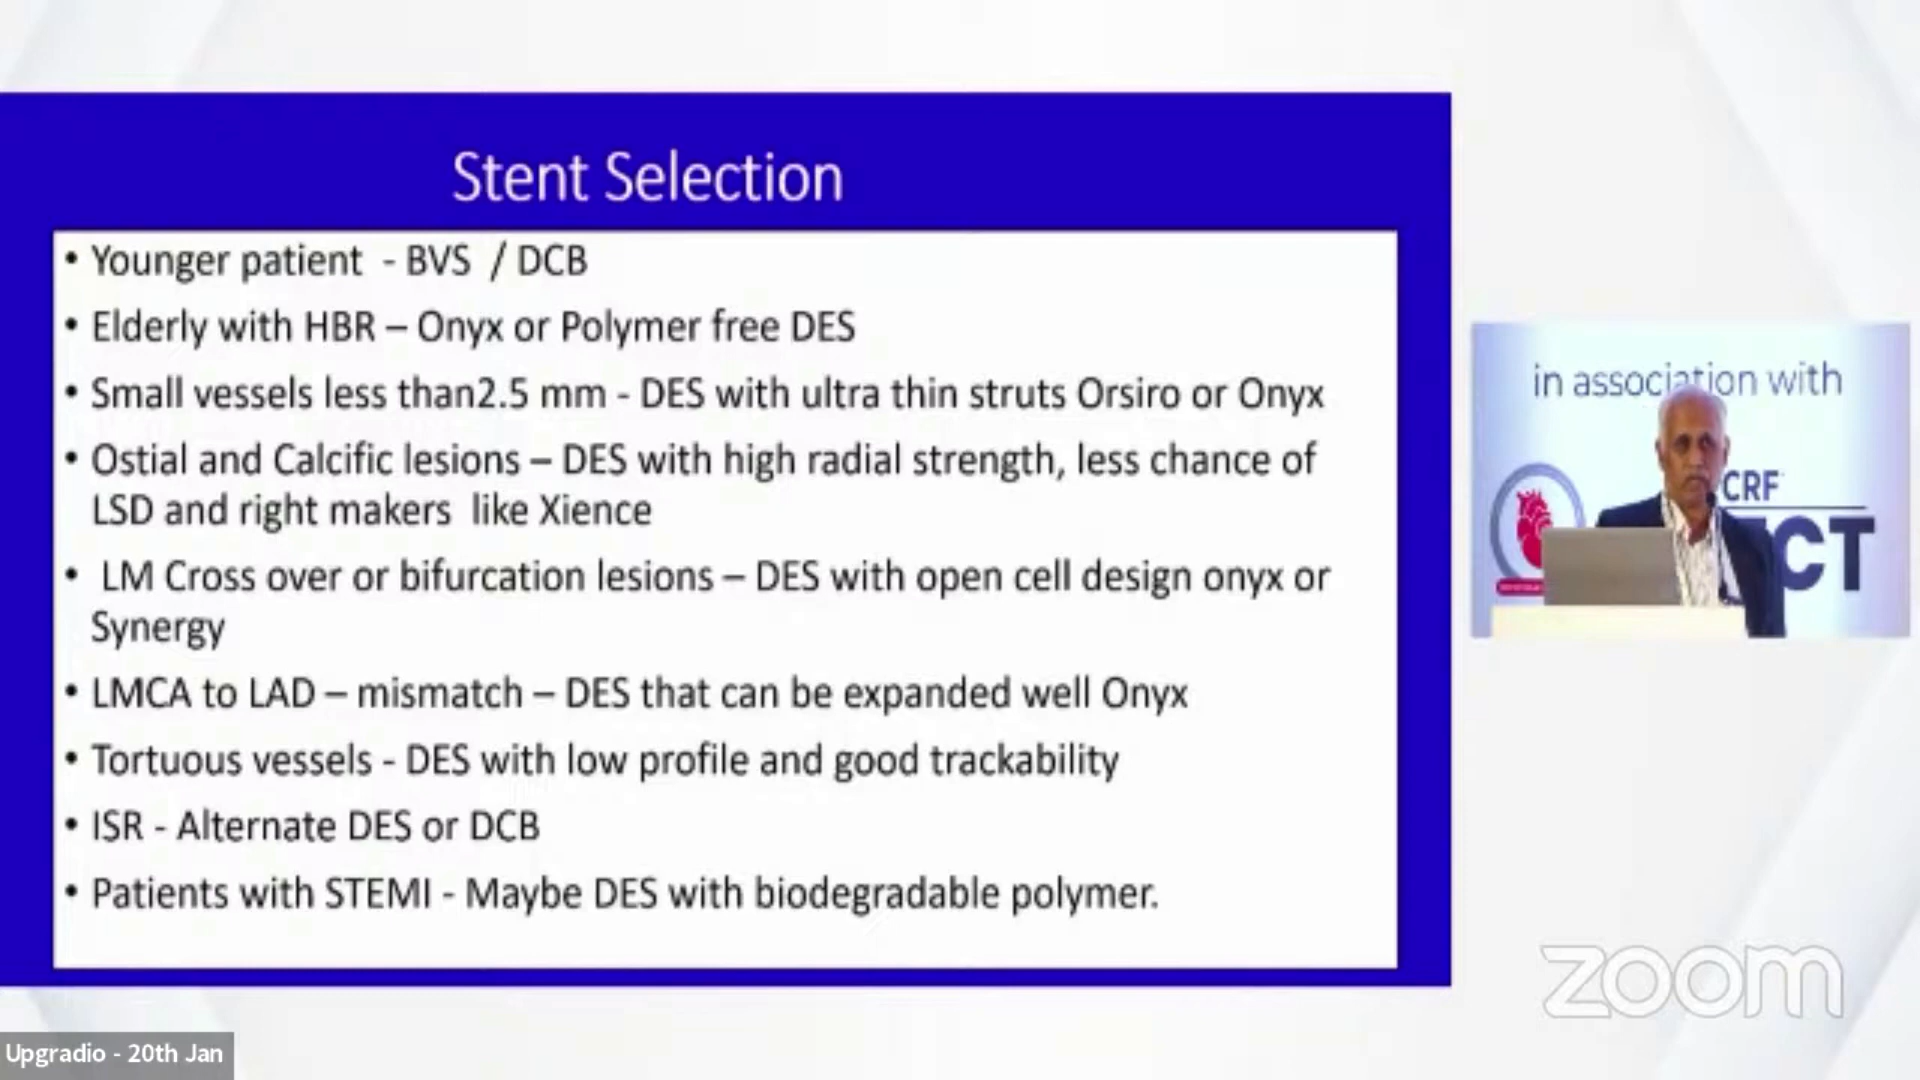 Stent Selection
• Younger patient - BVS / DCB
• Elderly with HBR – Onyx or Polymer free DES
• Small vessels less than2.5 mm - DES with ultra thin struts Orsiro or Onyx
• Ostial and Calcific lesions – DES with high radial strength, less chance of
LSD and right makers like Xience
• LM Cross over or bifurcation lesions – DES with open cell design onyx or
Synergy
• LMCA to LAD – mismatch – DES that can be expanded well Onyx
• Tortuous vessels - DES with low profile and good trackability
• ISR - Alternate DES or DCB
• Patients with STEMI - Maybe DES with biodegradable polymer.
in association with
CRF
CT
zoom
Upgradio - 20th Jan